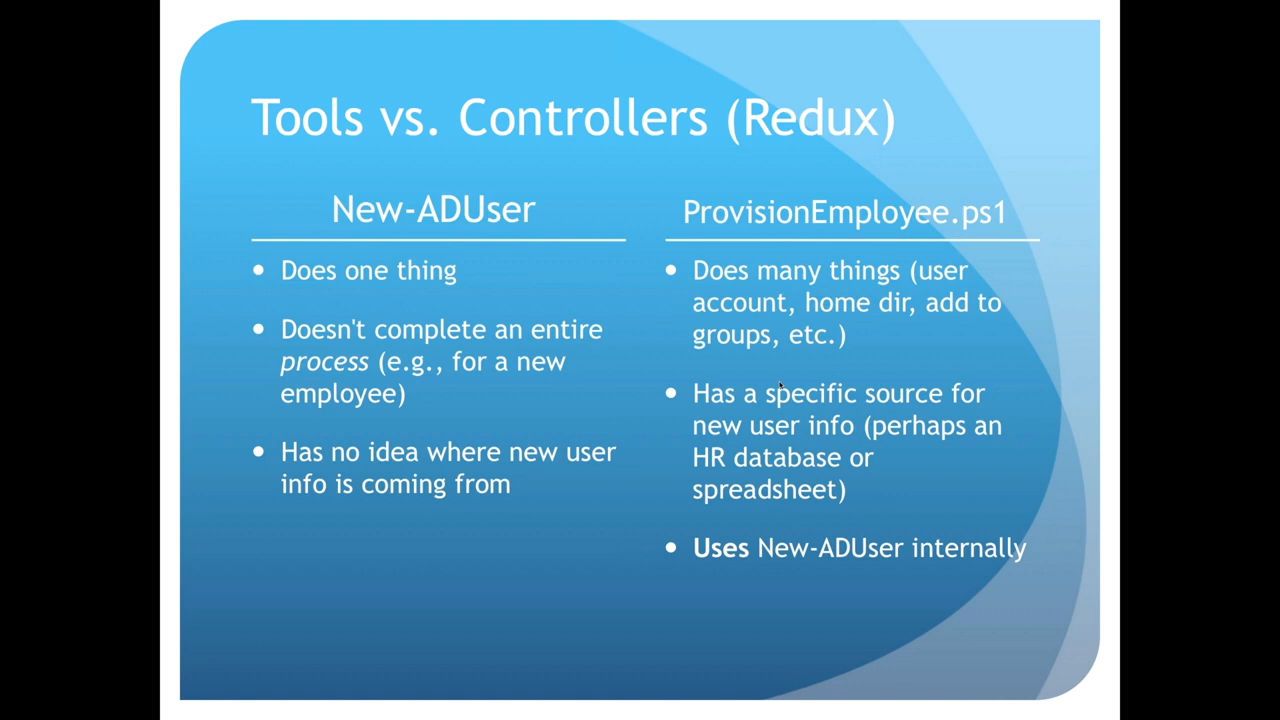 Tools vs. Controllers (Redux)
New-ADUser
• Does one thing
• Doesn't complete an entire
process (e.g., for a new
employee)
• Has no idea where new user
info is coming from
ProvisionEmployee.ps1
• Does many things (user
account, home dir, add to
groups, etc.)
• Has a specific source for
new user info (perhaps an
HR database or
spreadsheet)
• Uses New-ADUser internally